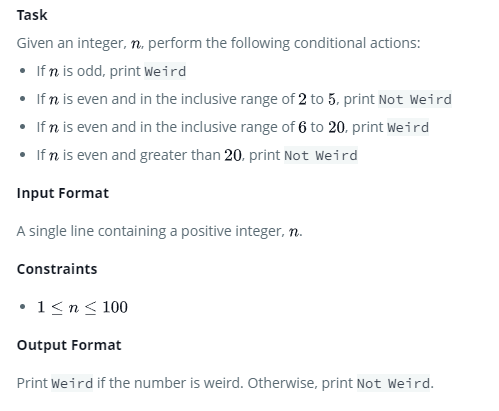 Task
Given an integer, n, perform the following conditional actions:
• If n is odd, print Weird
• If n is even and in the inclusive range of 2 to 5, print Not Weird
• If n is even and in the inclusive range of 6 to 20, print Weird
• If n is even and greater than 20, print Not Weird
Input Format
A single line containing a positive integer, n.
Constraints
• 1 ≤ n ≤ 100
Output Format
Print Weird if the number is weird. Otherwise, print Not Weird.